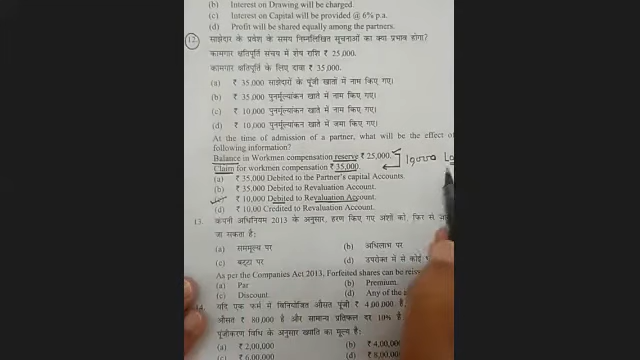 (b) Interest on Drawing will be charged
(c) Interest on Capital will be provided @ 6% p.a.
(d) Profit will be shared equally among the partners.
12. साझेदार के प्रवेश के समय निम्नलिखित सूचनाओं का क्या प्रभाव होगा?
कामगार क्षतिपूर्ति संचय में शेष राशि ₹ 25,000.
कामगार क्षतिपूर्ति के लिए दावा ₹ 35,000.
(a) ₹ 35,000 साझेदारों के पूंजी खातों में नाम किए गए।
(b) ₹ 35,000 पुनर्मूल्यांकन खाते में नाम किए गए।
(c) ₹ 10,000 पुनर्मूल्यांकन खाते में नाम किए गए।
(d) ₹ 10,000 पुनर्मूल्यांकन खाते में जमा किए गए।
At the time of admission of a partner, what will be the effect of
following information?
Balance in Workmen compensation reserve ₹ 25,000.
Claim for workmen compensation ₹ 35,000. 10000
(a) ₹ 35,000 Debited to the Partner's capital Accounts.
(b) ₹ 35,000 Debited to Revaluation Account.
(c) ₹ 10,000 Debited to Revaluation Account.
(d) ₹ 10,00 Credited to Revaluation Account.
13. कंपनी अधिनियम 2013 के अनुसार, हरण किए गए अंशों को, फिर से
जा सकता है:
(a) सममूल्य पर (b) अधिलाभ पर
(c) बट्टा पर (d) उपरोक्त में से कोई
As per the Companies Act 2013, Forfeited shares can be
(a) Par (b) Premium.
(c) Discount. (d) Any of the
14. यदि एक फर्म में विनियोजित औसत पूंजी ₹ 4,00,000 है,
औसत ₹ 80,000 है और सामान्य प्रतिफल दर 10%
पूंजीकरण विधि के अनुसार ख्याति का मूल्य है:
(a) ₹ 2,00,000 (b) ₹ 4,00,000
(c) ₹ 6,00,000 (d) ₹ 8,00,000